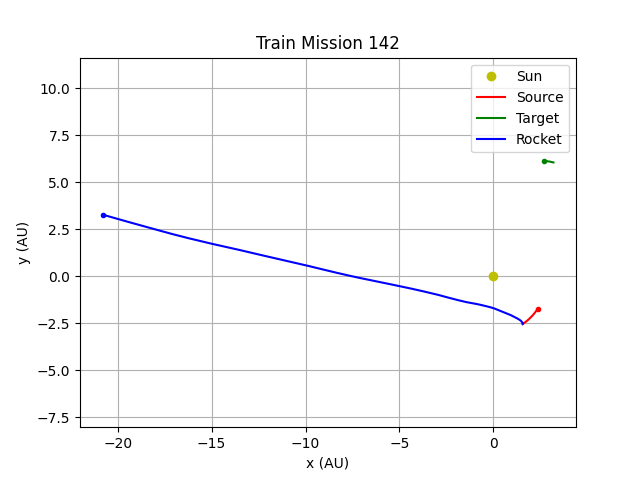 Train Mission 142
Sun
Source
Target
Rocket
10.0
7.5
5.0
2.5
0.0
−2.5
−5.0
−7.5
y (AU)
−20
−15
−10
−5
0
x (AU)